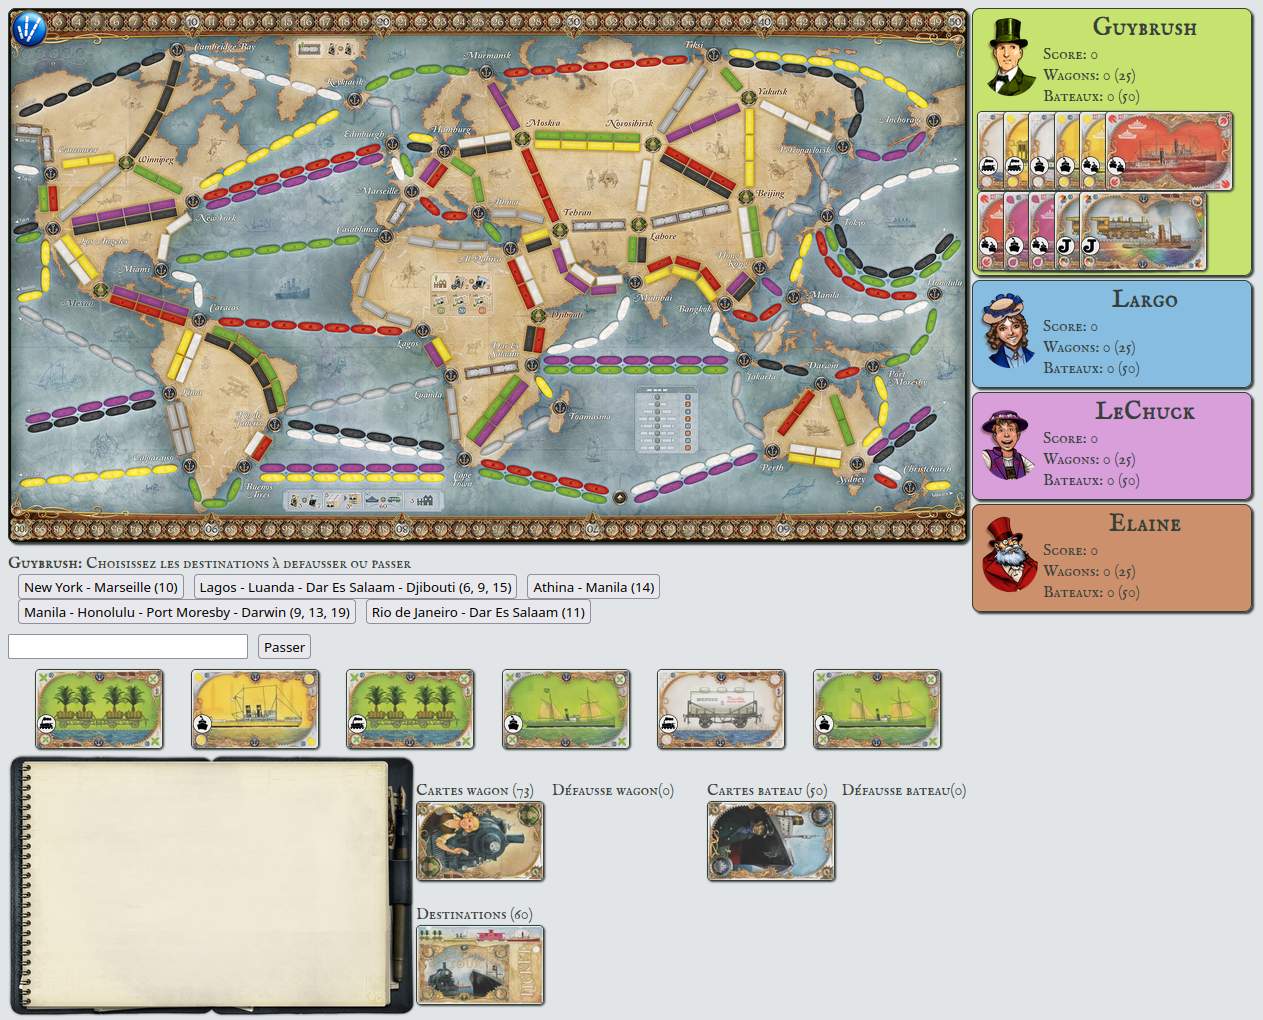 Guybrush
Score: 0
Wagons: 0 (25)
Bateaux: 0 (50)
Largo
Score: 0
Wagons: 0 (25)
Bateaux: 0 (50)
LeChuck
Score: 0
Wagons: 0 (25)
Bateaux: 0 (50)
Elaine
Score: 0
Wagons: 0 (25)
Bateaux: 0 (50)
Cambridge Bay
Reykjavik
Murmansk
Tiksi
Yakutsk
Anchorage
Petropavlovsk
Edinburgh
Hamburg
Moskva
Novosibirsk
Vancouver
Winnipeg
Marseille
Beijing
New York
Casablanca
Athina
Tehran
Lahore
Tokyo
Los Angeles
Al Qahira
Hong Kong
Miami
Mumbai
Honolulu
Mexico
Caracas
Bangkok
Manila
Djibouti
Lagos
Dar Es Salaam
Jakarta
Darwin
Port Moresby
Lima
Luanda
Toamasina
Rio de Janeiro
Valparaiso
Buenos Aires
Cape Town
Perth
Sydney
Christchurch
Guybrush: Choisissez les destinations à defausser ou passer
New York - Marseille (10)
Lagos - Luanda - Dar Es Salaam - Djibouti (6, 9, 15)
Athina - Manila (14)
Manila - Honolulu - Port Moresby - Darwin (9, 13, 19)
Rio de Janeiro - Dar Es Salaam (11)
Passer
Cartes wagon (73)
Défausse wagon(0)
Cartes bateau (50)
Défausse bateau(0)
Destinations (60)
TICKET